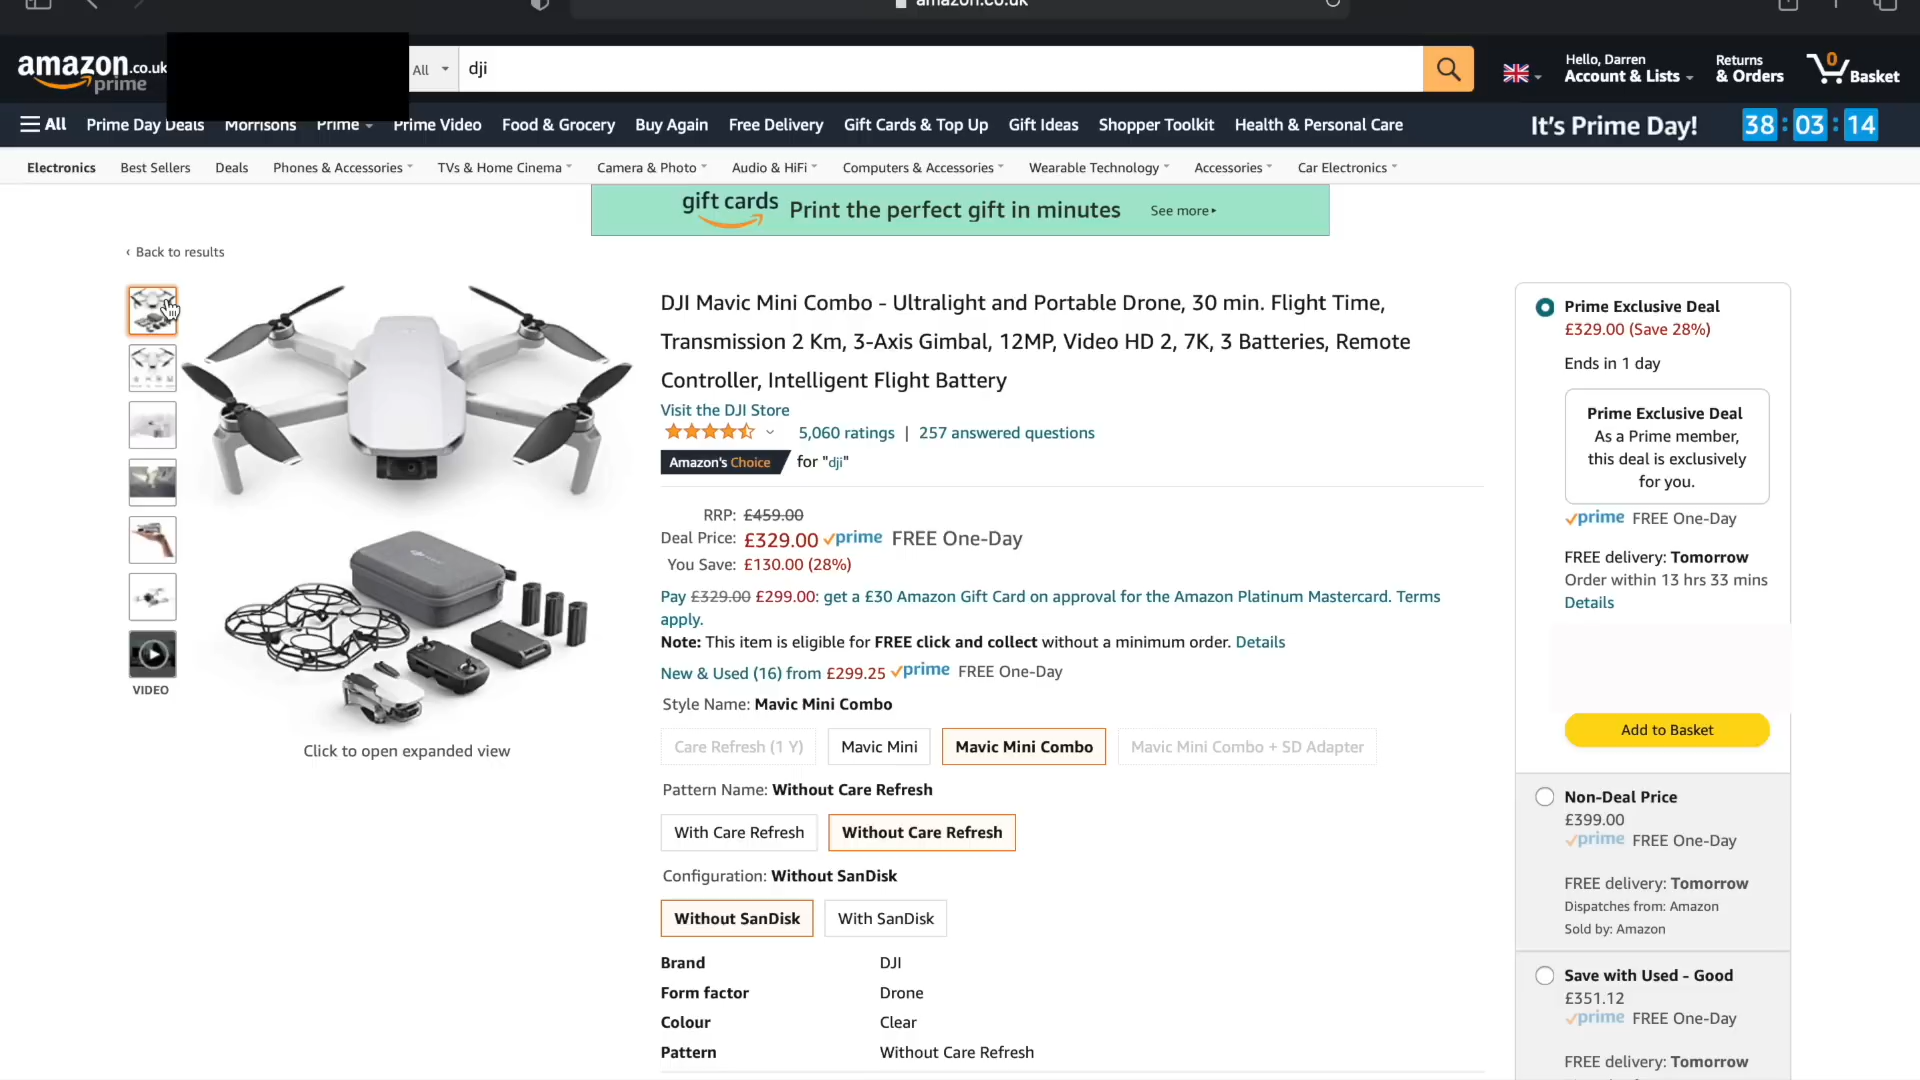 amazon.co.uk
amazon.co.uk
prime
All
dji
Hello, Darren
Account & Lists
Returns
& Orders
0
Basket
All
Prime Day Deals
Morrisons
Prime
Prime Video
Food & Grocery
Buy Again
Free Delivery
Gift Cards & Top Up
Gift Ideas
Shopper Toolkit
Health & Personal Care
It's Prime Day!
38 : 03 : 14
Electronics
Best Sellers
Deals
Phones & Accessories
TVs & Home Cinema
Camera & Photo
Audio & HiFi
Computers & Accessories
Wearable Technology
Accessories
Car Electronics
gift cards
Print the perfect gift in minutes
See more▸
‹ Back to results
VIDEO
Click to open expanded view
DJI Mavic Mini Combo - Ultralight and Portable Drone, 30 min. Flight Time,
Transmission 2 Km, 3-Axis Gimbal, 12MP, Video HD 2, 7K, 3 Batteries, Remote
Controller, Intelligent Flight Battery
Visit the DJI Store
5,060 ratings | 257 answered questions
Amazon's Choice for "dji"
RRP: £459.00
Deal Price: £329.00 prime FREE One-Day
You Save: £130.00 (28%)
Pay £329.00 £299.00: get a £30 Amazon Gift Card on approval for the Amazon Platinum Mastercard. Terms
apply.
Note: This item is eligible for FREE click and collect without a minimum order. Details
New & Used (16) from £299.25 prime FREE One-Day
Style Name: Mavic Mini Combo
Care Refresh (1 Y)
Mavic Mini
Mavic Mini Combo
Mavic Mini Combo + SD Adapter
Pattern Name: Without Care Refresh
With Care Refresh
Without Care Refresh
Configuration: Without SanDisk
Without SanDisk
With SanDisk
Brand DJI
Form factor Drone
Colour Clear
Pattern Without Care Refresh
Prime Exclusive Deal
£329.00 (Save 28%)
Ends in 1 day
Prime Exclusive Deal
As a Prime member,
this deal is exclusively
for you.
prime FREE One-Day
FREE delivery: Tomorrow
Order within 13 hrs 33 mins
Details
Add to Basket
Non-Deal Price
£399.00
prime FREE One-Day
FREE delivery: Tomorrow
Dispatches from: Amazon
Sold by: Amazon
Save with Used - Good
£351.12
prime FREE One-Day
FREE delivery: Tomorrow